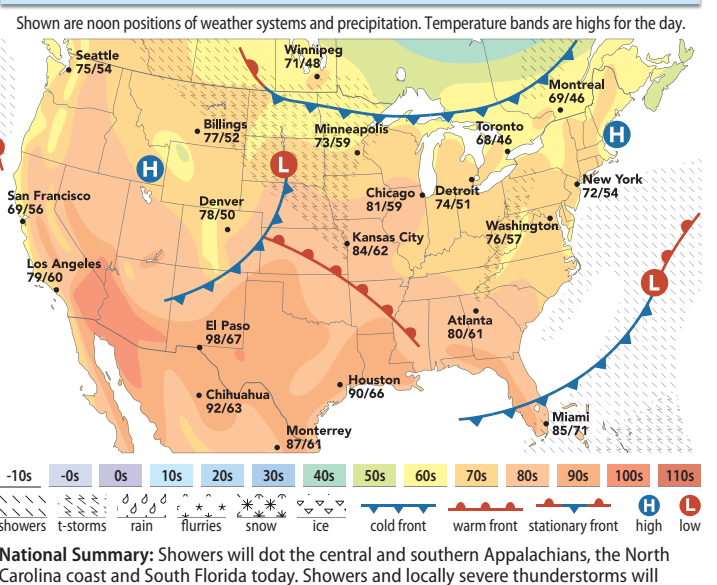 Shown are noon positions of weather systems and precipitation. Temperature bands are highs for the day.
Seattle
75/54
Winnipeg
71/48
Montreal
69/46
Billings
77/52
Minneapolis
73/59
Toronto
68/46
H
H
L
New York
72/54
San Francisco
69/56
Denver
78/50
Chicago
81/59
Detroit
74/51
Washington
76/57
Kansas City
84/62
Los Angeles
79/60
L
El Paso
98/67
Atlanta
80/61
Houston
90/66
Chihuahua
92/63
Miami
85/71
Monterrey
87/61
-10s -0s 0s 10s 20s 30s 40s 50s 60s 70s 80s 90s 100s 110s
H L
showers t-storms rain flurries snow ice cold front warm front stationary front high low
National Summary: Showers will dot the central and southern Appalachians, the North
Carolina coast and South Florida today. Showers and locally severe thunderstorms will